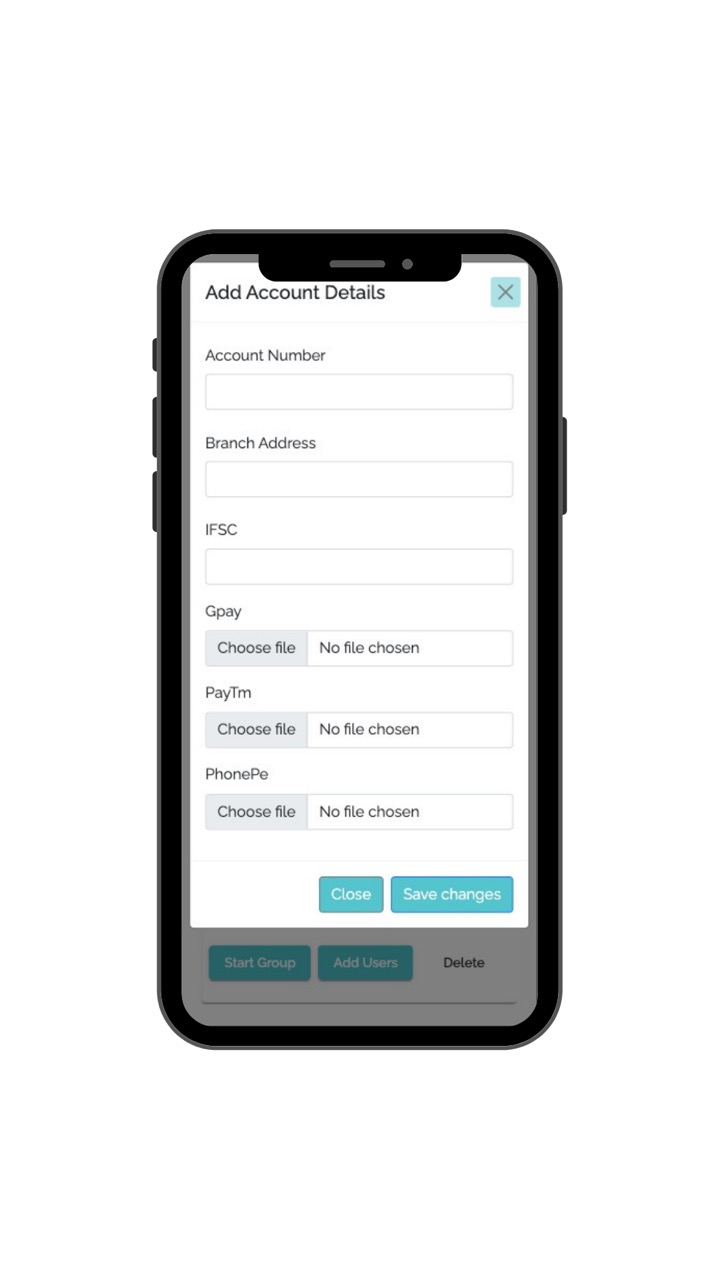 Add Account Details
Account Number
Branch Address
IFSC
Gpay
Choose file No file chosen
PayTm
Choose file No file chosen
PhonePe
Choose file No file chosen
Close Save changes
Start Group Add Users Delete